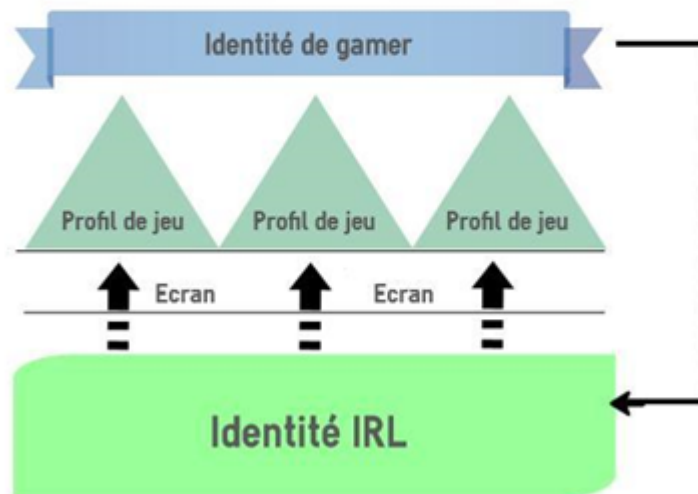 Identité de gamer
Profil de jeu Profil de jeu Profil de jeu
Ecran Ecran
Identité IRL